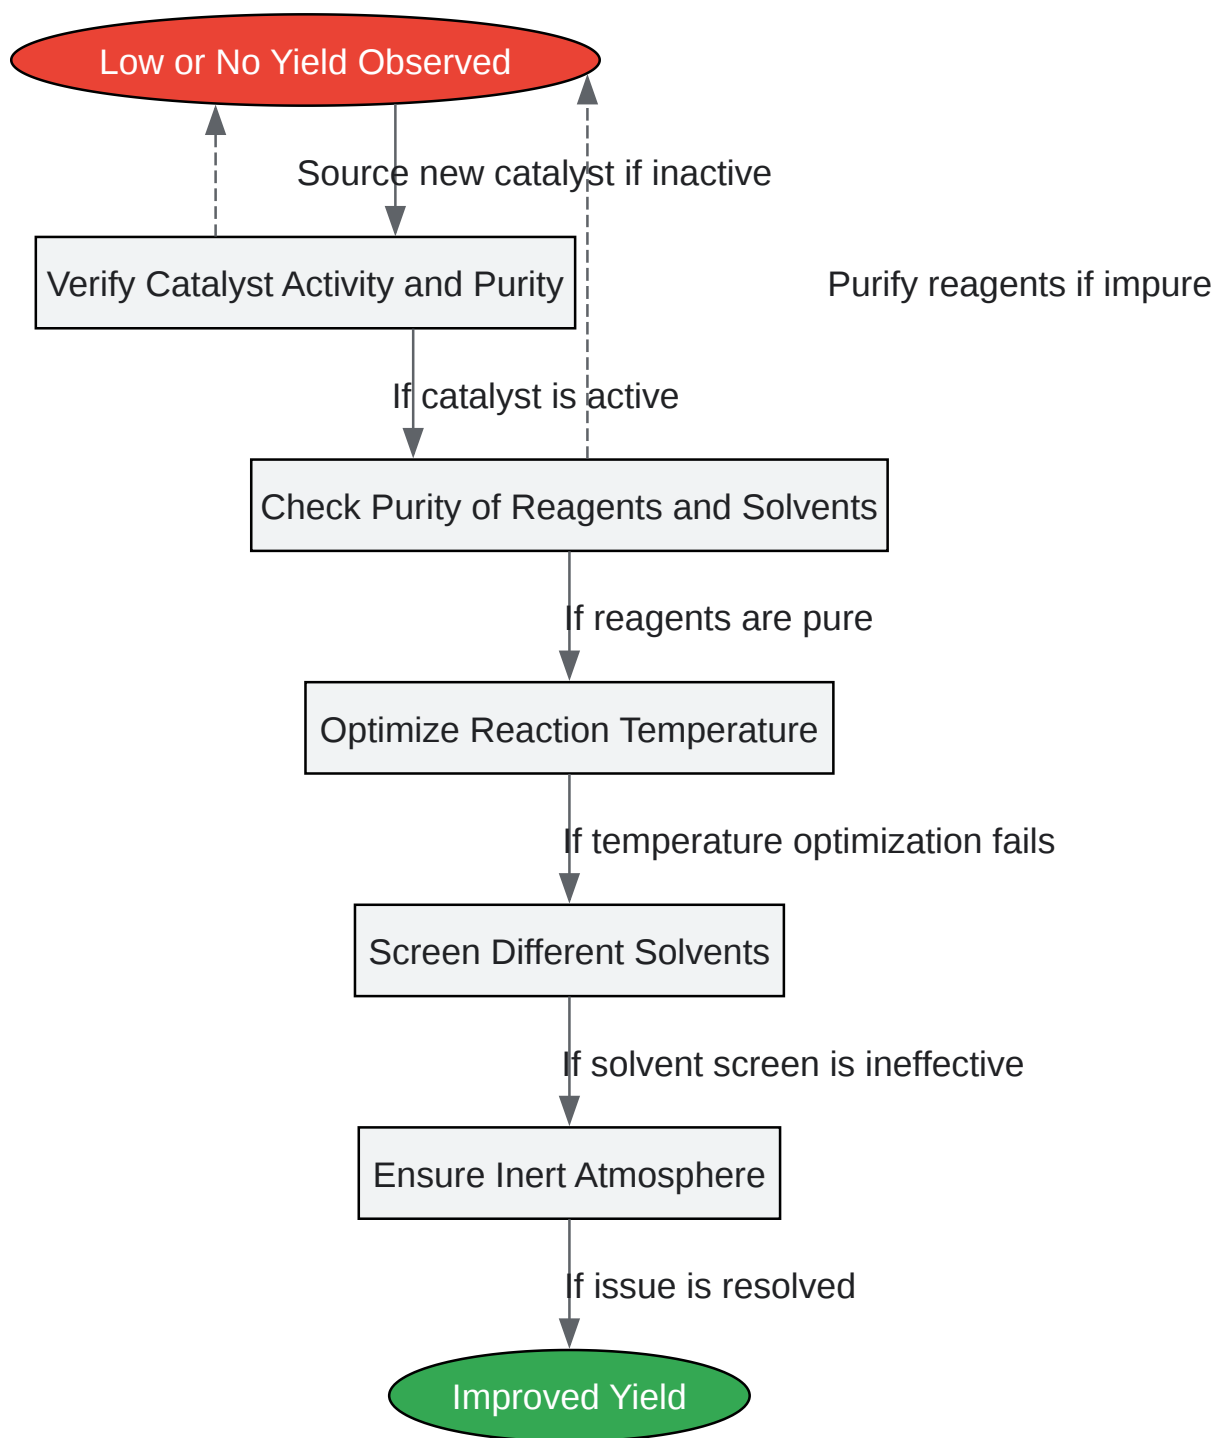 Low or No Yield Observed
Source new catalyst if inactive
Verify Catalyst Activity and Purity
Purify reagents if impure
If catalyst is active
Check Purity of Reagents and Solvents
If reagents are pure
Optimize Reaction Temperature
If temperature optimization fails
Screen Different Solvents
If solvent screen is ineffective
Ensure Inert Atmosphere
If issue is resolved
Improved Yield